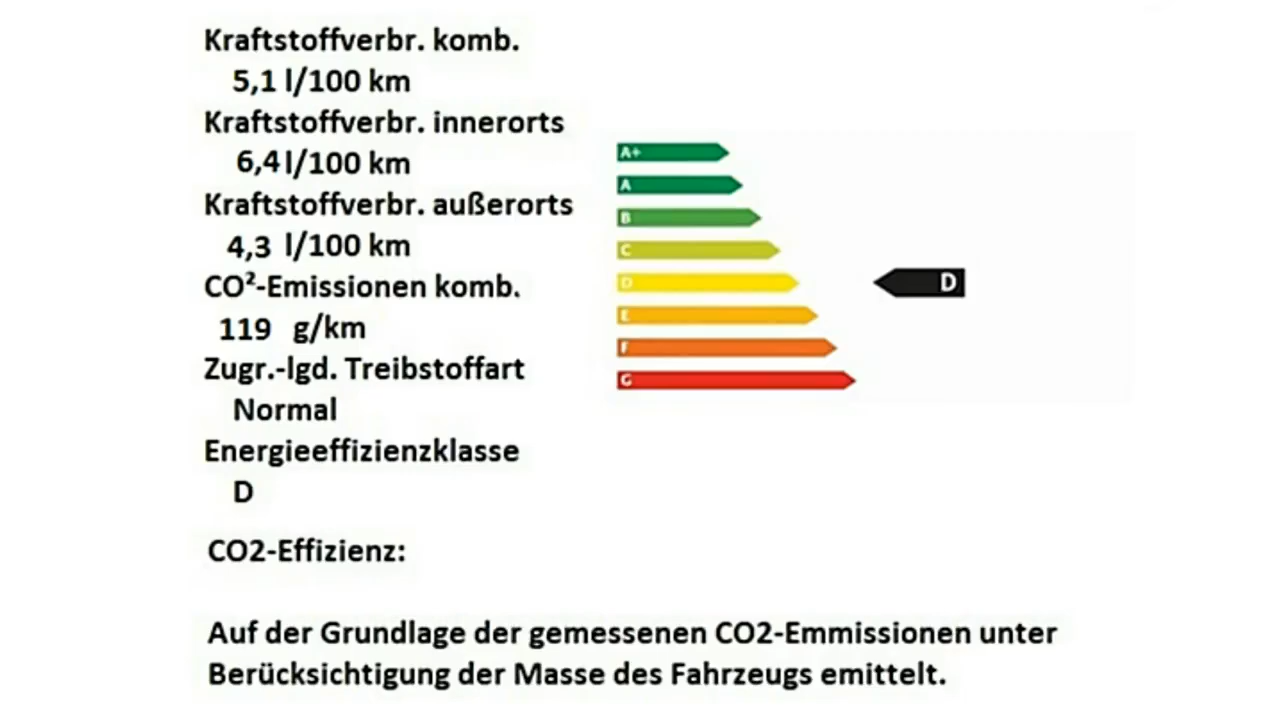 Kraftstoffverbr. komb.
5,1 l/100 km
Kraftstoffverbr. innerorts
6,4 l/100 km
Kraftstoffverbr. außerorts
4,3 l/100 km
CO²-Emissionen komb.
119 g/km
Zugr.-lgd. Treibstoffart
Normal
Energieeffizienzklasse
D
A+
A
B
C
D
D
E
F
G
CO2-Effizienz:
Auf der Grundlage der gemessenen CO2-Emmissionen unter
Berücksichtigung der Masse des Fahrzeugs emittelt.